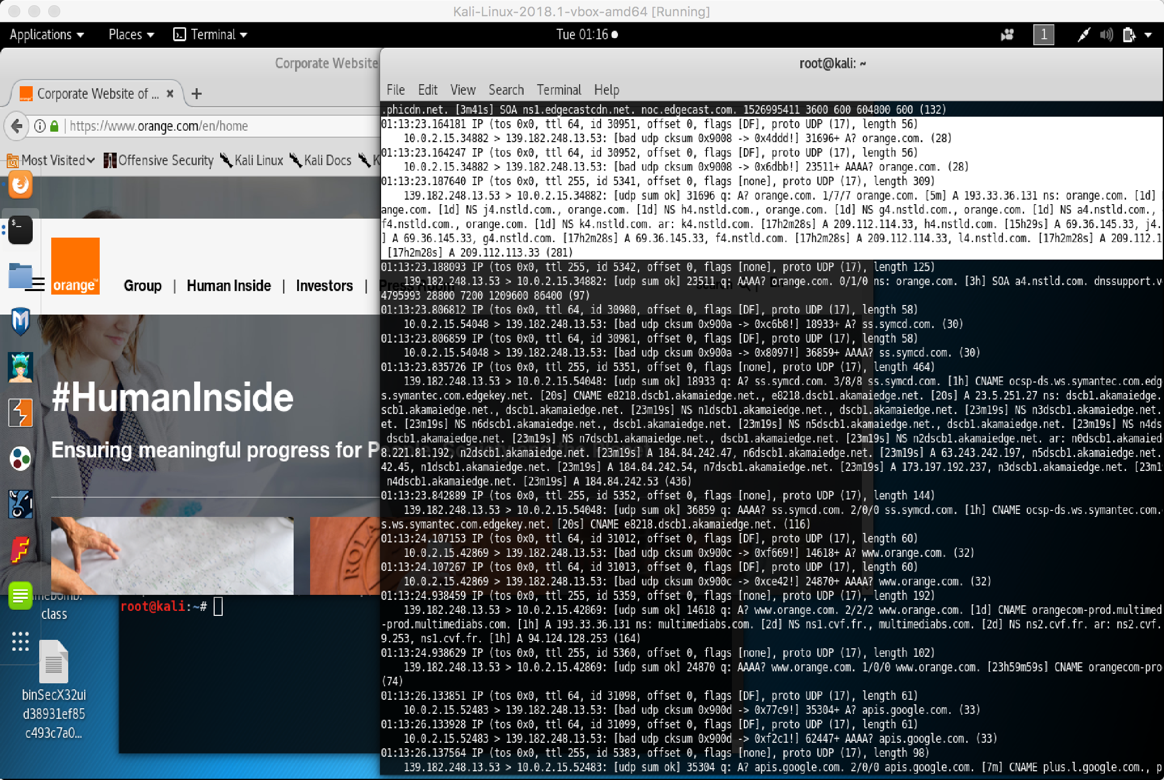 Kali-Linux-2018.1-vbox-amd64 [Running]
Applications Places Terminal Tue 01:16 1
Corporate Website
Corporate Website of ...
https://www.orange.com/en/home
Most Visited Offensive Security Kali Linux Kali Docs
orange
Group | Human Inside | Investors |
#HumanInside
Ensuring meaningful progress for P
class
root@kali:~#
binSecX32ui
d38931ef85
c493c7a0...
root@kali: ~
File Edit View Search Terminal Help
.phicdn.net. [3m41s] SOA ns1.edgecastcdn.net. noc.edgecast.com. 1526995411 3600 600 604800 600 (132)
01:13:23.164181 IP (tos 0x0, ttl 64, id 30951, offset 0, flags [DF], proto UDP (17), length 56)
10.0.2.15.34882 > 139.182.248.13.53: [bad udp cksum 0x9008 -> 0x4ddd!] 31696+ A? orange.com. (28)
01:13:23.164247 IP (tos 0x0, ttl 64, id 30952, offset 0, flags [DF], proto UDP (17), length 56)
10.0.2.15.34882 > 139.182.248.13.53: [bad udp cksum 0x9008 -> 0x6dbb!] 23511+ AAAA? orange.com. (28)
01:13:23.187640 IP (tos 0x0, ttl 255, id 5341, offset 0, flags [none], proto UDP (17), length 309)
139.182.248.13.53 > 10.0.2.15.34882: [udp sum ok] 31696 q: A? orange.com. 1/7/7 orange.com. [5m] A 193.33.36.131 ns: orange.com. [1d]
ange.com. [1d] NS j4.nstld.com., orange.com. [1d] NS h4.nstld.com., orange.com. [1d] NS g4.nstld.com., orange.com. [1d] NS a4.nstld.com.,
f4.nstld.com., orange.com. [1d] NS k4.nstld.com. ar: k4.nstld.com. [17h2m28s] A 209.112.114.33, h4.nstld.com. [15h29s] A 69.36.145.33, j4.
] A 69.36.145.33, g4.nstld.com. [17h2m28s] A 69.36.145.33, f4.nstld.com. [17h2m28s] A 209.112.114.33, l4.nstld.com. [17h2m28s] A 209.112.1
[17h2m28s] A 209.112.113.33 (281)
01:13:23.188093 IP (tos 0x0, ttl 255, id 5342, offset 0, flags [none], proto UDP (17), length 125)
139.182.248.13.53 > 10.0.2.15.34882: [udp sum ok] 23511 q: AAAA? orange.com. 0/1/0 ns: orange.com. [3h] SOA a4.nstld.com. dnssupport.v
4795993 28800 7200 1209600 86400 (97)
01:13:23.806812 IP (tos 0x0, ttl 64, id 30980, offset 0, flags [DF], proto UDP (17), length 58)
10.0.2.15.54048 > 139.182.248.13.53: [bad udp cksum 0x900a -> 0xc6b8!] 18933+ A? ss.symcd.com. (30)
01:13:23.806859 IP (tos 0x0, ttl 64, id 30981, offset 0, flags [DF], proto UDP (17), length 58)
10.0.2.15.54048 > 139.182.248.13.53: [bad udp cksum 0x900a -> 0x8097!] 36859+ AAAA? ss.symcd.com. (30)
01:13:23.835726 IP (tos 0x0, ttl 255, id 5351, offset 0, flags [none], proto UDP (17), length 464)
139.182.248.13.53 > 10.0.2.15.54048: [udp sum ok] 18933 q: A? ss.symcd.com. 3/8/8 ss.symcd.com. [1h] CNAME ocsp-ds.ws.symantec.com.edg
s.symantec.com.edgekey.net. [20s] CNAME e8218.dscb1.akamaiedge.net., e8218.dscb1.akamaiedge.net. [20s] A 23.5.251.27 ns: dscb1.akamaiedge.
dscb1.akamaiedge.net. [23m19s] NS n1dscb1.akamaiedge.net., dscb1.akamaiedge.net. [23m19s] NS n3dscb1.akamaiedge.net.
et. [23m19s] NS n6dscb1.akamaiedge.net., dscb1.akamaiedge.net. [23m19s] NS n5dscb1.akamaiedge.net., dscb1.akamaiedge.net. [23m19s] NS n4ds
dscb1.akamaiedge.net. [23m19s] NS n7dscb1.akamaiedge.net., dscb1.akamaiedge.net. [23m19s] NS n2dscb1.akamaiedge.net. ar: n0dscb1.akamaiede
8.221.81.192, n2dscb1.akamaiedge.net. [23m19s] A 184.84.242.47, n6dscb1.akamaiedge.net. [23m19s] A 63.243.242.197, n5dscb1.akamaiedge.net.
42.45, n1dscb1.akamaiedge.net. [23m19s] A 184.84.242.54, n7dscb1.akamaiedge.net. [23m19s] A 173.197.192.237, n3dscb1.akamaiedge.net. [23m1
n4dscb1.akamaiedge.net. [23m19s] A 184.84.242.53 (436)
01:13:23.842889 IP (tos 0x0, ttl 255, id 5352, offset 0, flags [none], proto UDP (17), length 144)
139.182.248.13.53 > 10.0.2.15.54048: [udp sum ok] 36859 q: AAAA? ss.symcd.com. 2/0/0 ss.symcd.com. [1h] CNAME ocsp-ds.ws.symantec.com.
s.ws.symantec.com.edgekey.net. [20s] CNAME e8218.dscb1.akamaiedge.net. (116)
01:13:24.107153 IP (tos 0x0, ttl 64, id 31012, offset 0, flags [DF], proto UDP (17), length 60)
10.0.2.15.42869 > 139.182.248.13.53: [bad udp cksum 0x900c -> 0xf669!] 14618+ A? www.orange.com. (32)
01:13:24.107267 IP (tos 0x0, ttl 64, id 31013, offset 0, flags [DF], proto UDP (17), length 60)
10.0.2.15.42869 > 139.182.248.13.53: [bad udp cksum 0x900c -> 0xce42!] 24870+ AAAA? www.orange.com. (32)
01:13:24.938459 IP (tos 0x0, ttl 255, id 5359, offset 0, flags [none], proto UDP (17), length 192)
139.182.248.13.53 > 10.0.2.15.42869: [udp sum ok] 14618 q: A? www.orange.com. 2/2/2 www.orange.com. [1d] CNAME orangecom-prod.multimed
-prod.multimediabs.com. [1h] A 193.33.36.131 ns: multimediabs.com. [2d] NS ns1.cvf.fr., multimediabs.com. [2d] NS ns2.cvf.fr. ar: ns2.cvf.
9.253, ns1.cvf.fr. [1h] A 94.124.128.253 (164)
01:13:24.938629 IP (tos 0x0, ttl 255, id 5360, offset 0, flags [none], proto UDP (17), length 102)
139.182.248.13.53 > 10.0.2.15.42869: [udp sum ok] 24870 q: AAAA? www.orange.com. 1/0/0 www.orange.com. [23h59m59s] CNAME orangecom-pro
(74)
01:13:26.133851 IP (tos 0x0, ttl 64, id 31098, offset 0, flags [DF], proto UDP (17), length 61)
10.0.2.15.52483 > 139.182.248.13.53: [bad udp cksum 0x900d -> 0x77c9!] 35304+ A? apis.google.com. (33)
01:13:26.133928 IP (tos 0x0, ttl 64, id 31099, offset 0, flags [DF], proto UDP (17), length 61)
10.0.2.15.52483 > 139.182.248.13.53: [bad udp cksum 0x900d -> 0xf2c1!] 62447+ AAAA? apis.google.com. (33)
01:13:26.137564 IP (tos 0x0, ttl 255, id 5383, offset 0, flags [none], proto UDP (17), length 98)
139.182.248.13.53 > 10.0.2.15.52483: [udp sum ok] 35304 q: A? apis.google.com. 2/0/0 apis.google.com. [7m] CNAME plus.l.google.com., p